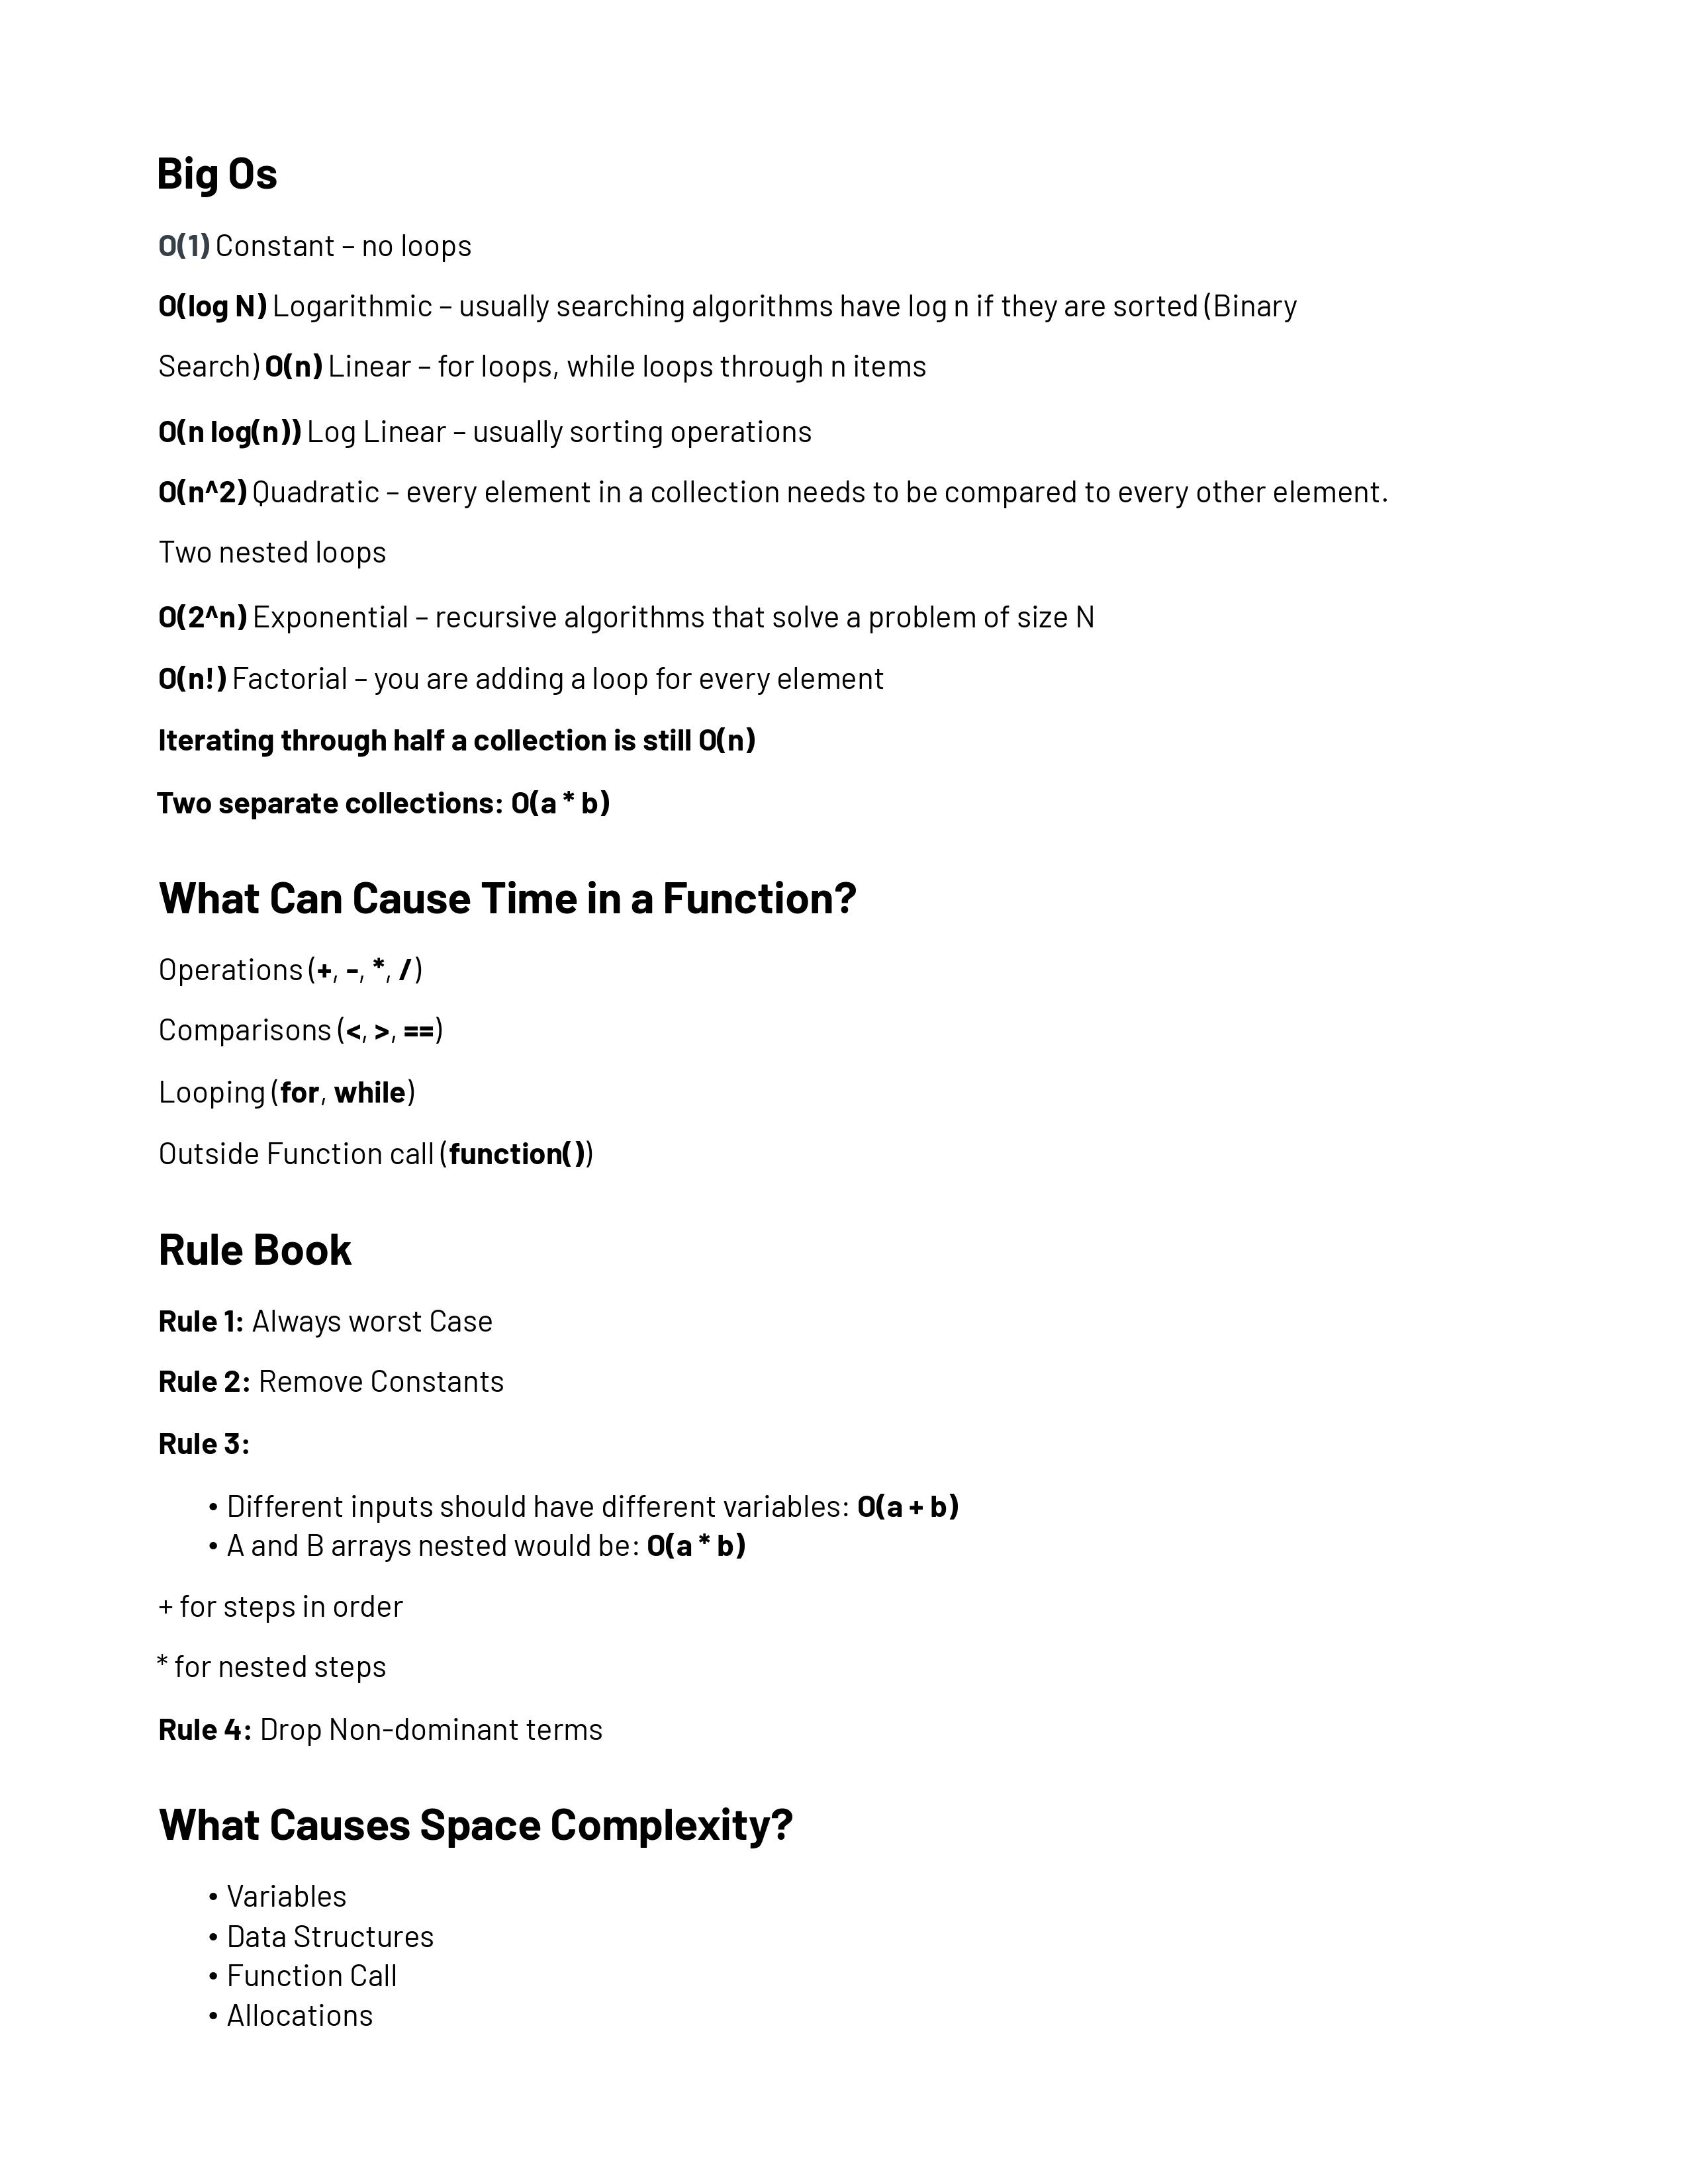 Big Os
O(1) Constant – no loops
O(log N) Logarithmic – usually searching algorithms have log n if they are sorted (Binary
Search) O(n) Linear – for loops, while loops through n items
O(n log(n)) Log Linear – usually sorting operations
O(n^2) Quadratic – every element in a collection needs to be compared to every other element.
Two nested loops
O(2^n) Exponential – recursive algorithms that solve a problem of size N
O(n!) Factorial – you are adding a loop for every element
Iterating through half a collection is still O(n)
Two separate collections: O(a * b)
What Can Cause Time in a Function?
Operations (+, -, *, /)
Comparisons (<, >, ==)
Looping (for, while)
Outside Function call (function())
Rule Book
Rule 1: Always worst Case
Rule 2: Remove Constants
Rule 3:
• Different inputs should have different variables: O(a + b)
• A and B arrays nested would be: O(a * b)
+ for steps in order
* for nested steps
Rule 4: Drop Non-dominant terms
What Causes Space Complexity?
• Variables
• Data Structures
• Function Call
• Allocations